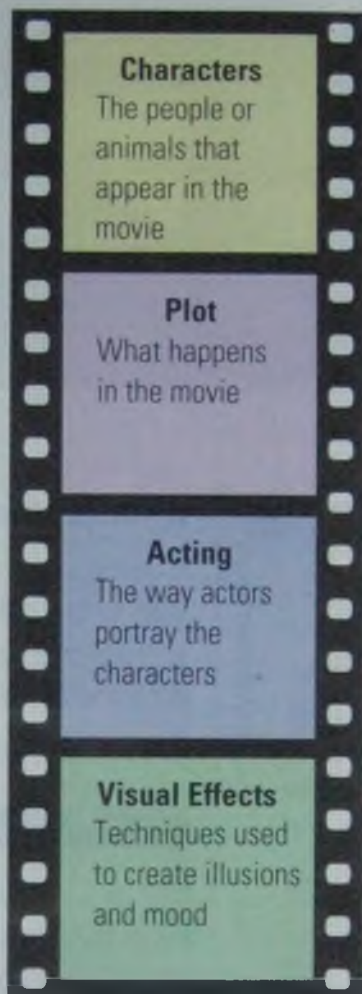 Characters
The people or
animals that
appear in the
movie
Plot
What happens
in the movie
Acting
The way actors
portray the
characters
Visual Effects
Techniques used
to create illusions
and mood